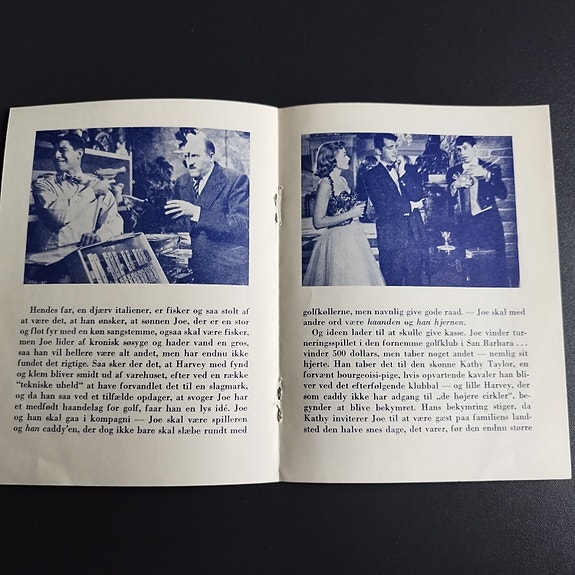 Hendes far, en djærv italiener, er fisker og saa stolt af
at være det, at han ønsker, at sønnen Joe, der er en stor
og flot fyr med en køn sangstemme, ogsaa skal være fisker,
men Joe lider af kronisk søsyge og hader vand en gros,
saa han vil hellere være alt andet, men har endnu ikke
fundet det rigtige. Saa sker der det, at Harvey med fynd
og klem bliver smidt ud af varehuset, efter ved en række
"tekniske uheld" at have forvandlet det til en slagmark,
og da han saa ved et tilfælde opdager, at svoger Joe har
et medfødt haandelag for golf, faar han en lys idé. Joe
og han skal gaa i kompagni — Joe skal være spilleren
og han caddy'en, der dog ikke bare skal slæbe rundt med
golfkøllerne, men navnlig give gode raad. — Joe skal med
andre ord være haanden og han hjernen.
Og ideen lader til at skulle give kasse. Joe vinder tur-
neringsspillet i den fornemme golfklub i San Barbara . . .
vinder 500 dollars, men taber noget andet — nemlig sit
hjerte. Han taber det til den skønne Kathy Taylor, en
forvænt bourgeoisi-pige, hvis opvartende kavaler han bli-
ver ved det efterfølgende klubbal — og lille Harvey, der
som caddy ikke har adgang til „de højere cirkler", be-
gynder at blive bekymret. Hans bekymring stiger, da
Kathy inviterer Joe til at være gæst paa familiens land-
sted den halve snes dage, det varer, før den endnu større